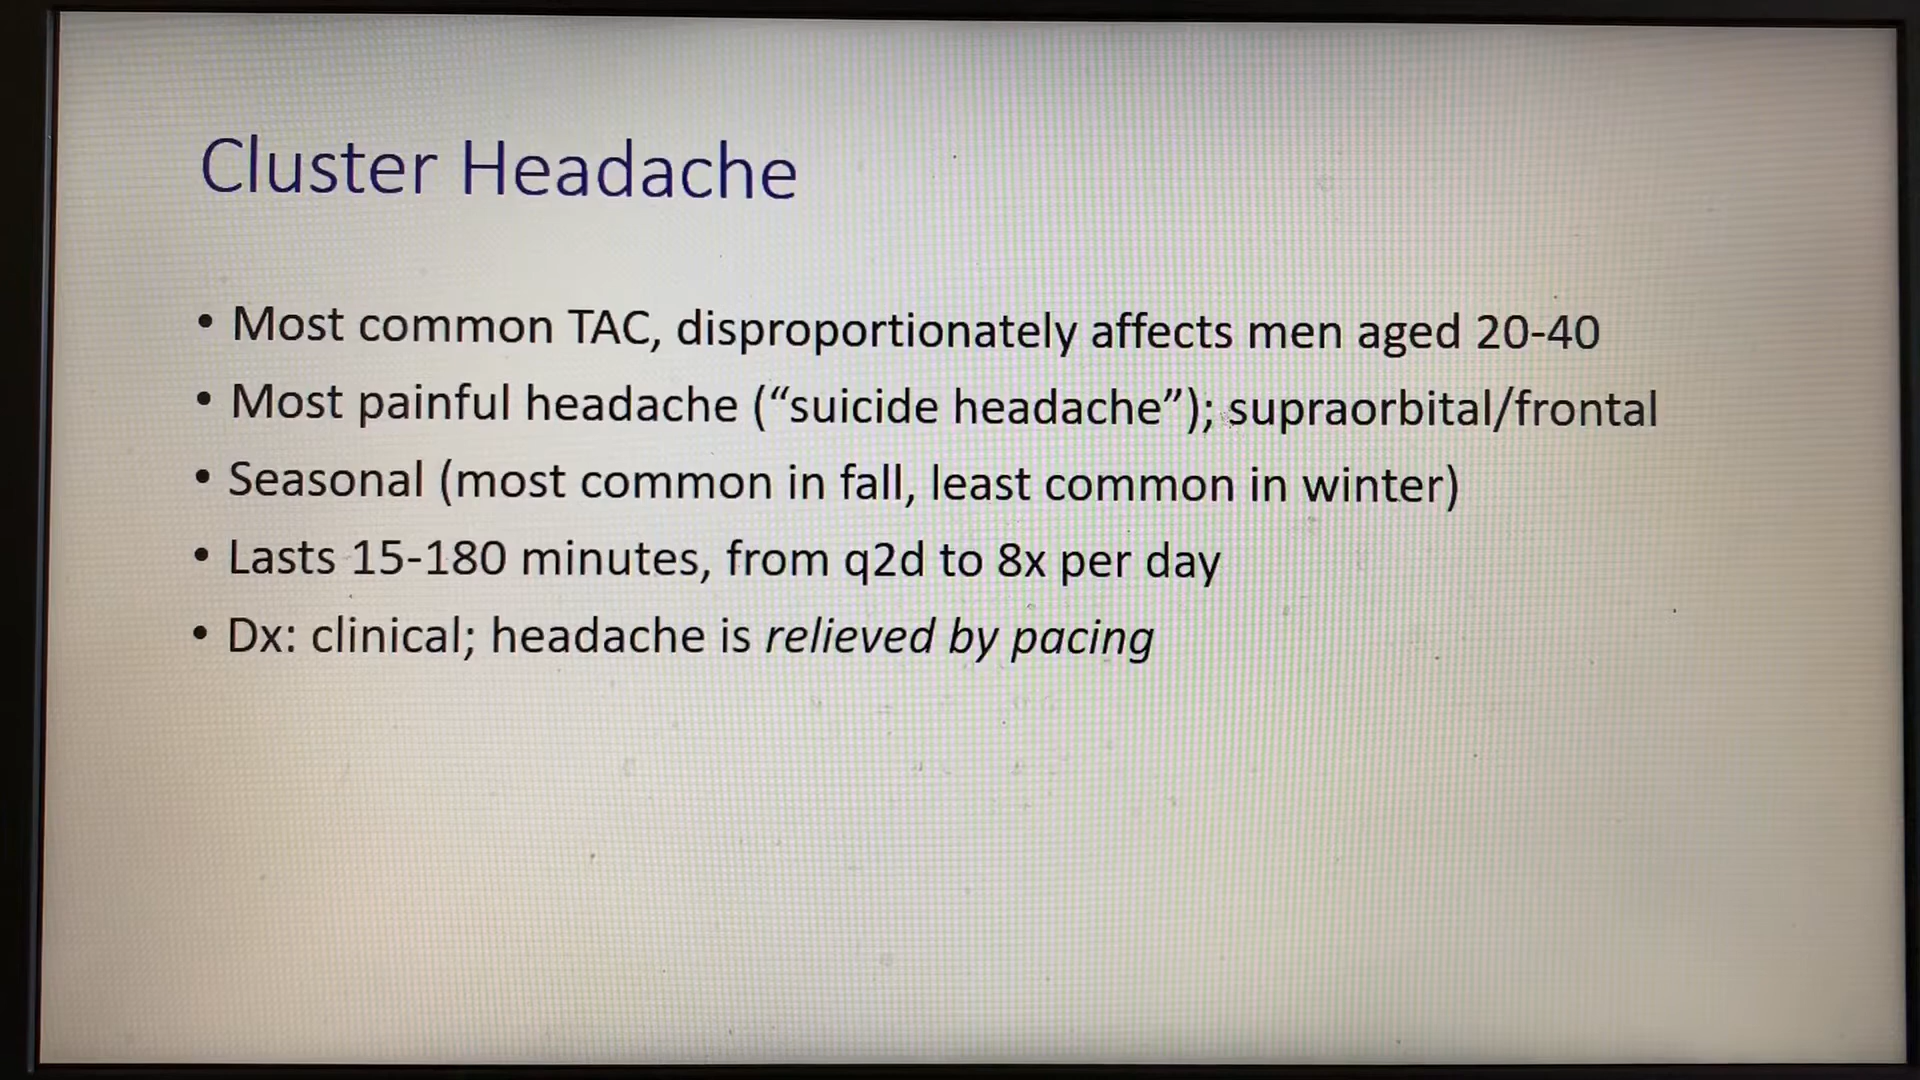 Cluster Headache
• Most common TAC, disproportionately affects men aged 20-40
• Most painful headache (“suicide headache”); supraorbital/frontal
• Seasonal (most common in fall, least common in winter)
• Lasts 15-180 minutes, from q2d to 8x per day
• Dx: clinical; headache is relieved by pacing